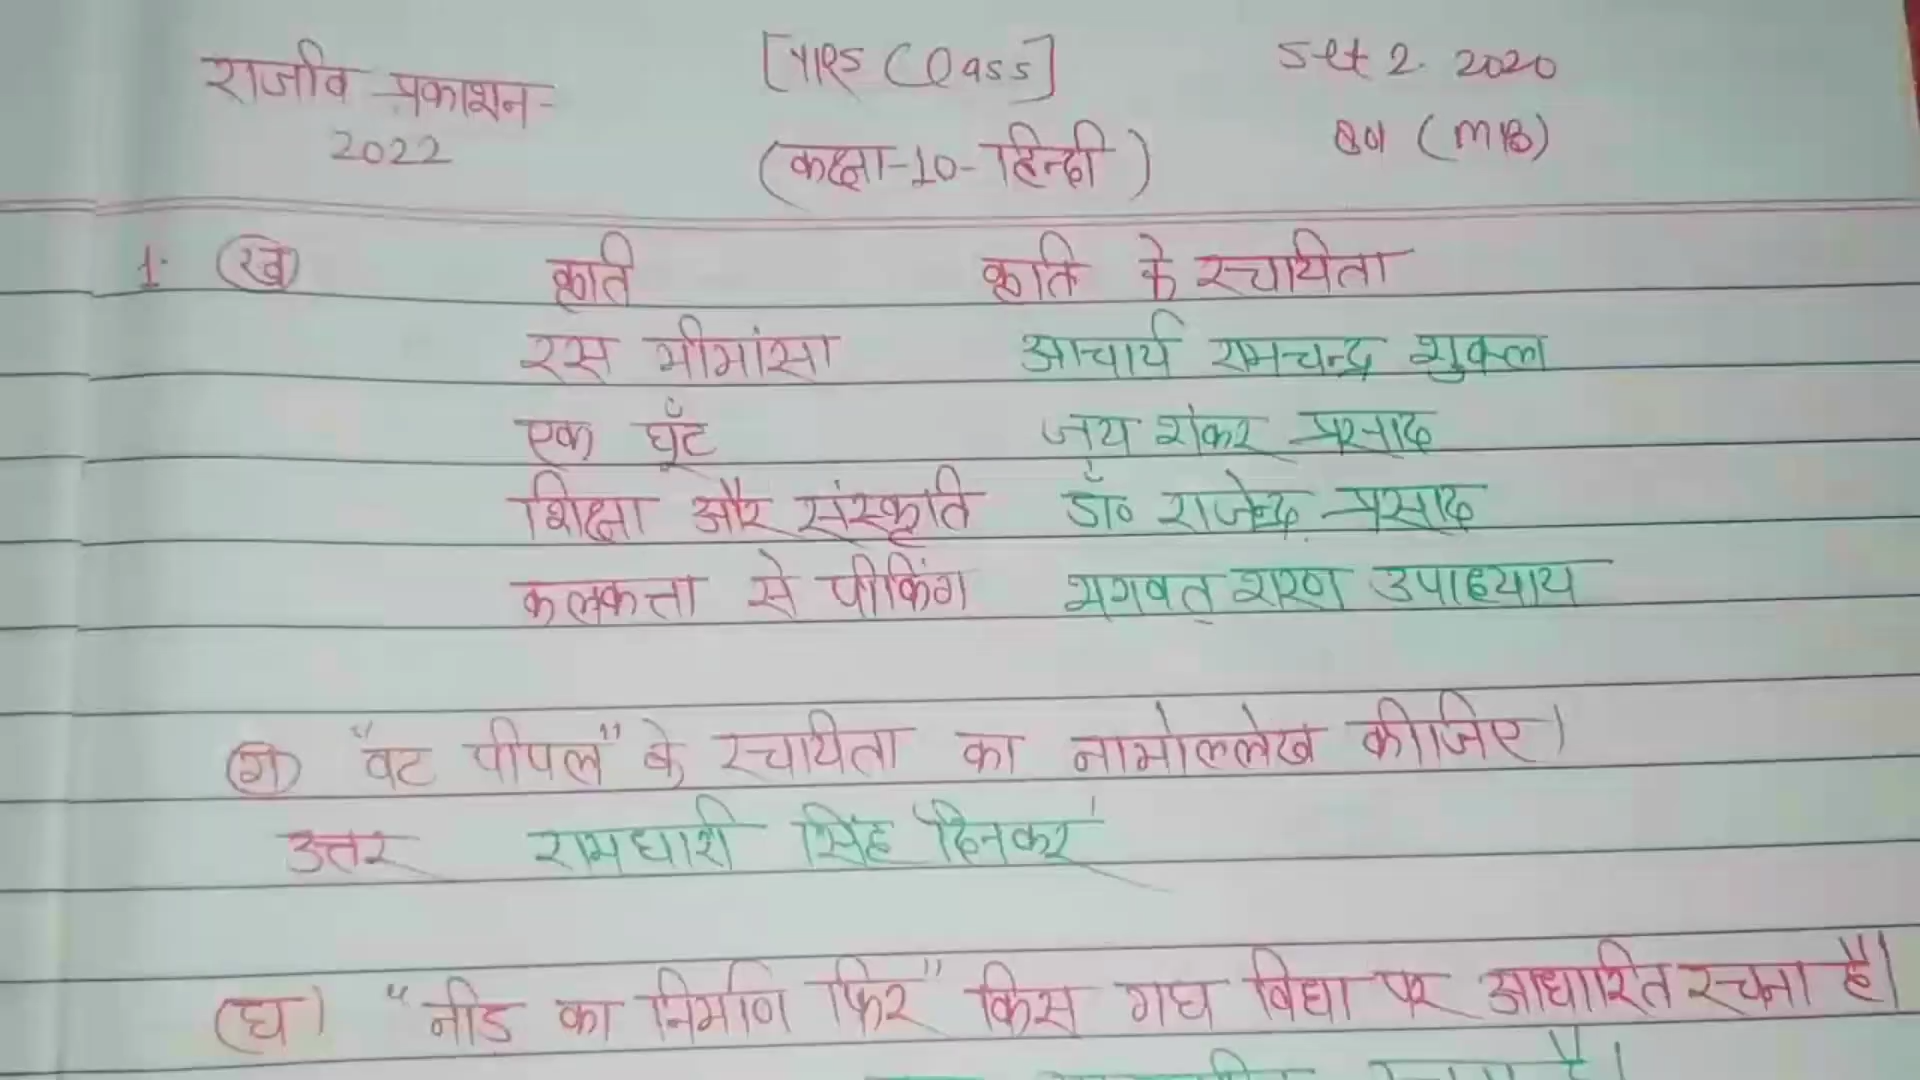 राजीव प्रकाशन-
2022
[YRS Class]
(कक्षा-10-हिन्दी)
Set 2. 2020
801 (MB)
1. (ख) कृति कृति के रचयिता
रस मीमांसा आचार्य रामचन्द्र शुक्ल
एक घूँट जय शंकर प्रसाद
शिक्षा और संस्कृति डॉ० राजेन्द्र प्रसाद
कलकत्ता से पीकिंग भगवत् शरण उपाध्याय
(ग) "वट पीपल" के रचयिता का नामोल्लेख कीजिए।
उत्तर रामधारी सिंह 'दिनकर'
(घ) "नीड़ का निर्माण फिर" किस गद्य विधा पर आधारित रचना है।
रचना है।